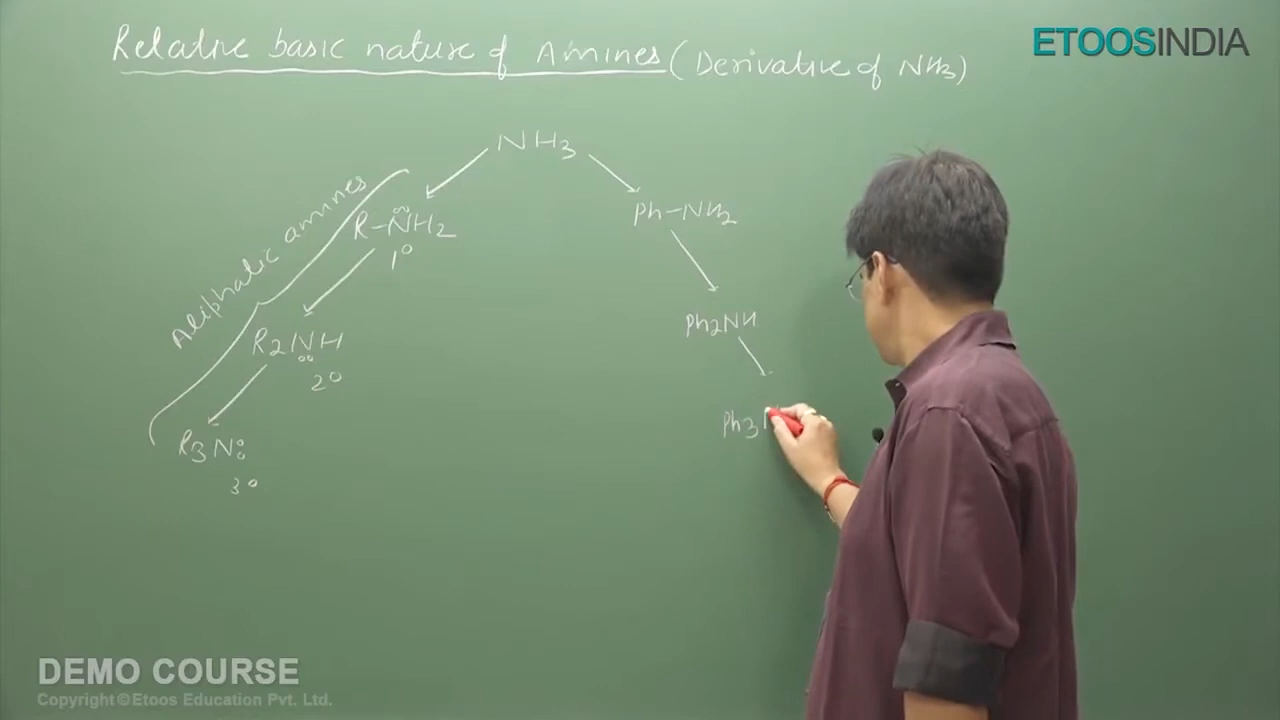 Relative basic nature of Amines (Derivative of NH3)
ETOOSINDIA
NH3
Aliphatic amines
R-NH2
1°
Ph-NH2
R2NH
2°
Ph2NH
R3N
3°
Ph3
DEMO COURSE
Copyright © Etoos Education Pvt. Ltd.